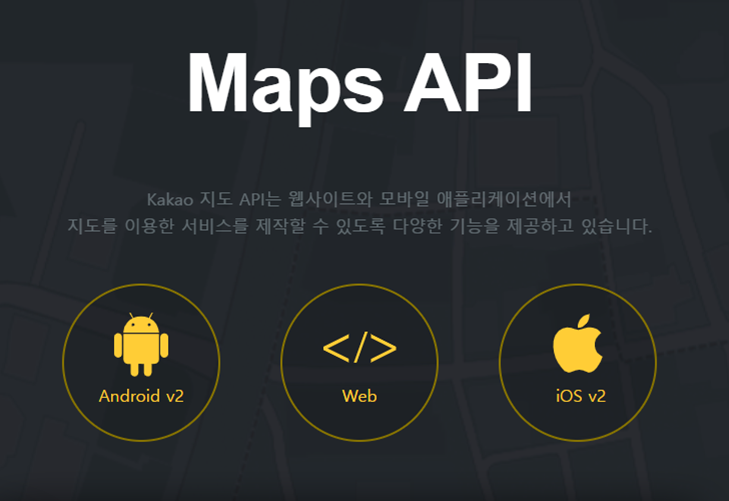 Maps API
Kakao 지도 API는 웹사이트와 모바일 애플리케이션에서
지도를 이용한 서비스를 제작할 수 있도록 다양한 기능을 제공하고 있습니다.
</>
Android v2
Web
iOS v2